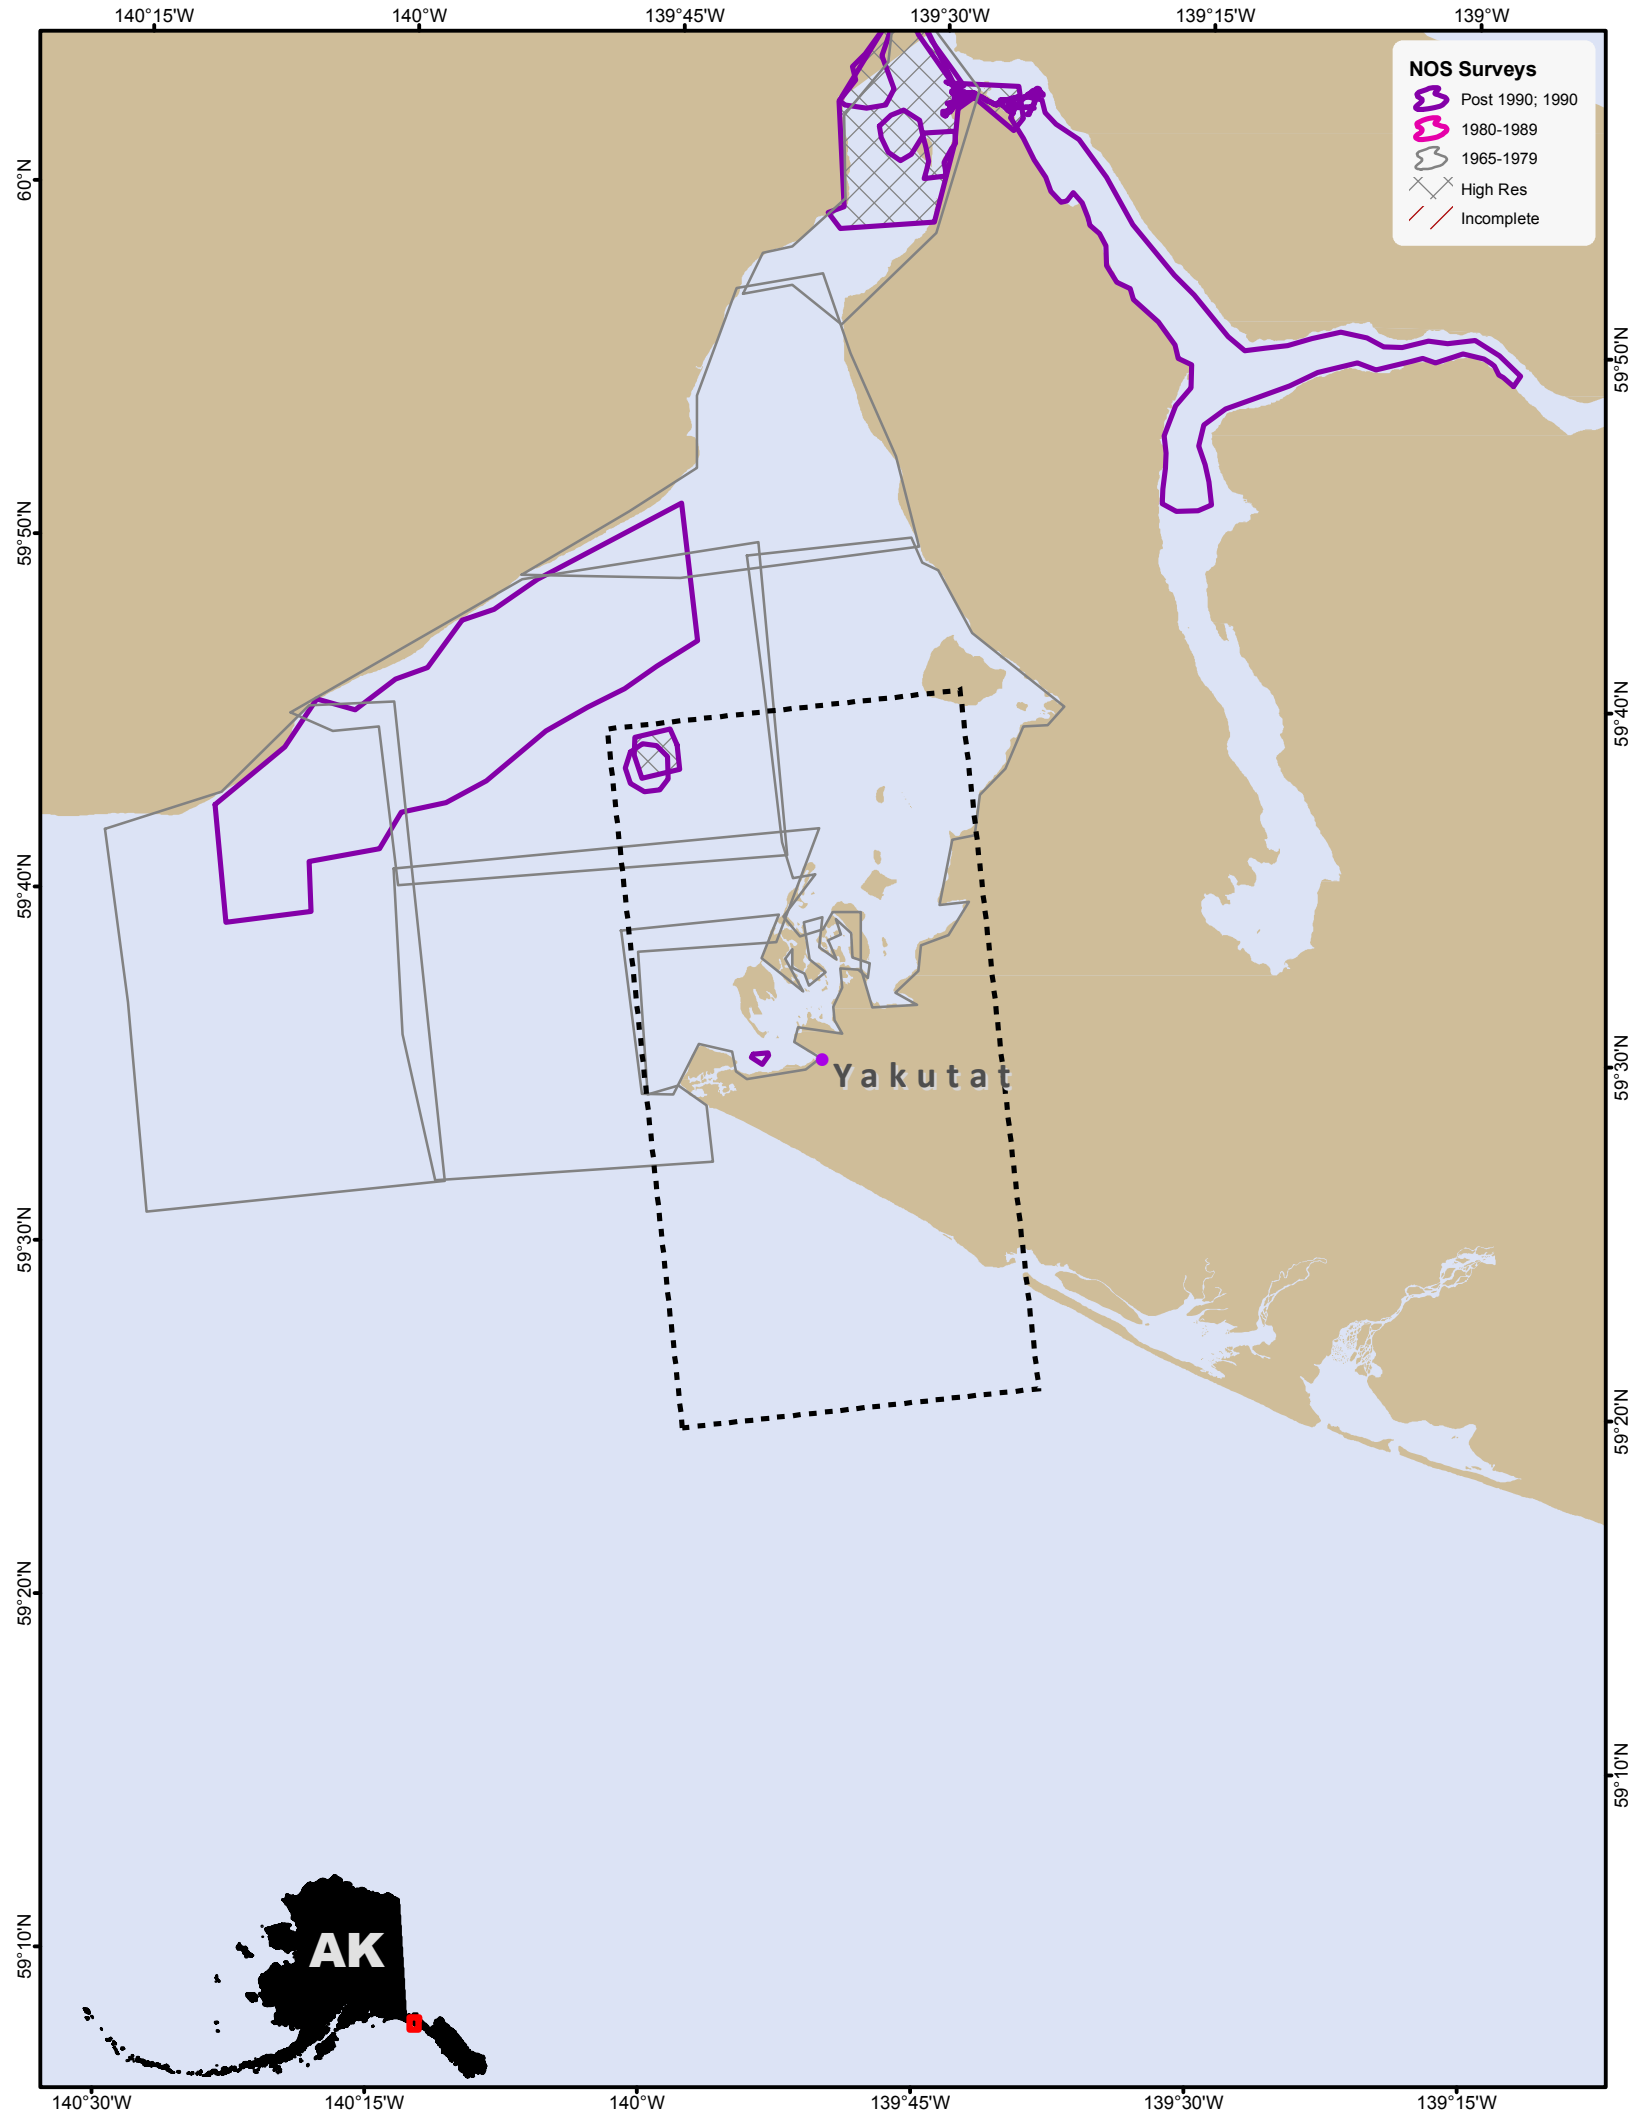 140°15'W 140°W 139°45'W 139°30'W 139°15'W 139°W
NOS Surveys
Post 1990; 1990
1980-1989
1965-1979
High Res
Incomplete
60°N
59°50'N
59°50'N
59°40'N
59°40'N
59°30'N
Yakutat
59°30'N
59°20'N
59°20'N
59°10'N
59°10'N
AK
140°30'W 140°15'W 140°W 139°45'W 139°30'W 139°15'W